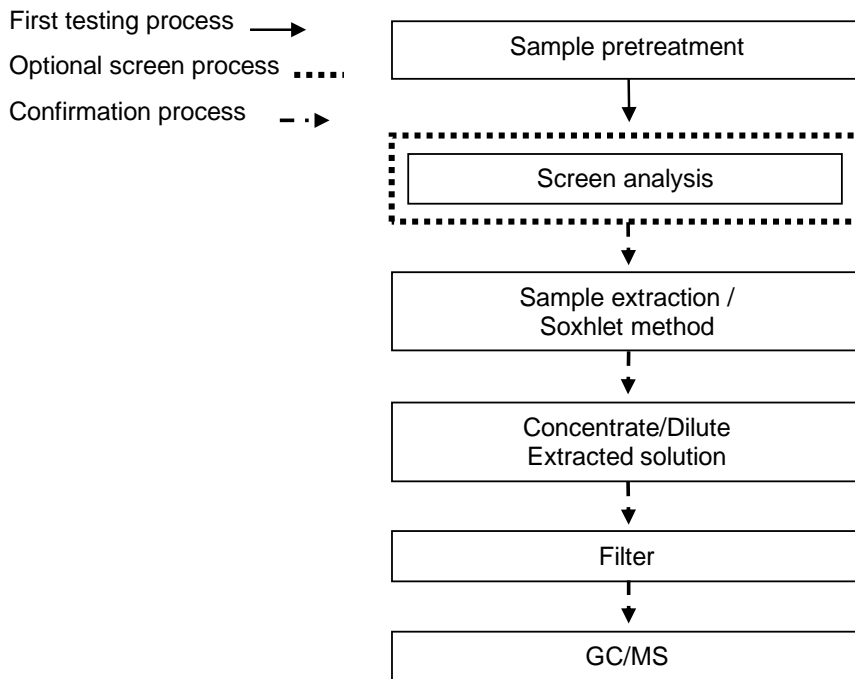 First testing process
Optional screen process
Confirmation process
Sample pretreatment
Screen analysis
Sample extraction /
Soxhlet method
Concentrate/Dilute
Extracted solution
Filter
GC/MS